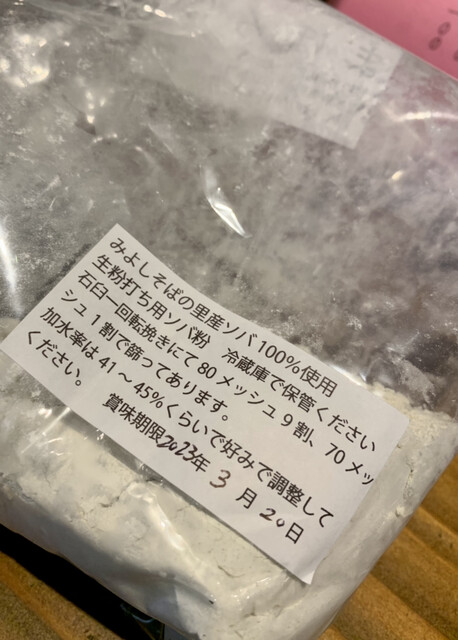 みよしそばの里産ソバ100%使用
生粉打ち用ソバ粉 冷蔵庫で保管ください
石臼一回転挽きにて80メッシュ9割、70メッ
シュ1割で篩ってあります。
加水率は41〜45%くらいで好みで調整して
ください。
賞味期限2023年3月20日